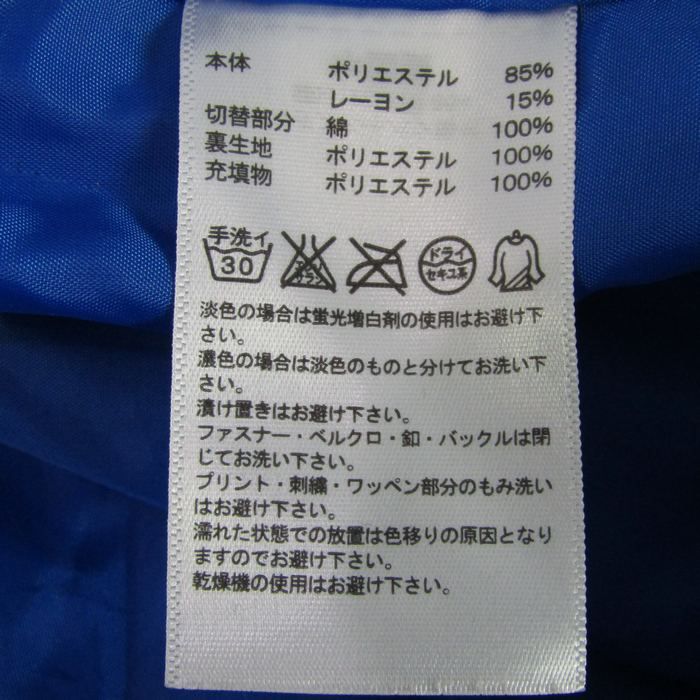 本体 ポリエステル 85%
レーヨン 15%
切替部分 綿 100%
裏生地 ポリエステル 100%
充填物 ポリエステル 100%
手洗イ 30 ドライ セキユ系
淡色の場合は蛍光増白剤の使用はお避け下
さい。
濃色の場合は淡色のものと分けてお洗い下
さい。
漬け置きはお避け下さい。
ファスナー・ベルクロ・釦・バックルは閉
じてお洗い下さい。
プリント・刺繍・ワッペン部分のもみ洗い
はお避け下さい。
濡れた状態での放置は色移りの原因となり
ますのでお避け下さい。
乾燥機の使用はお避け下さい。